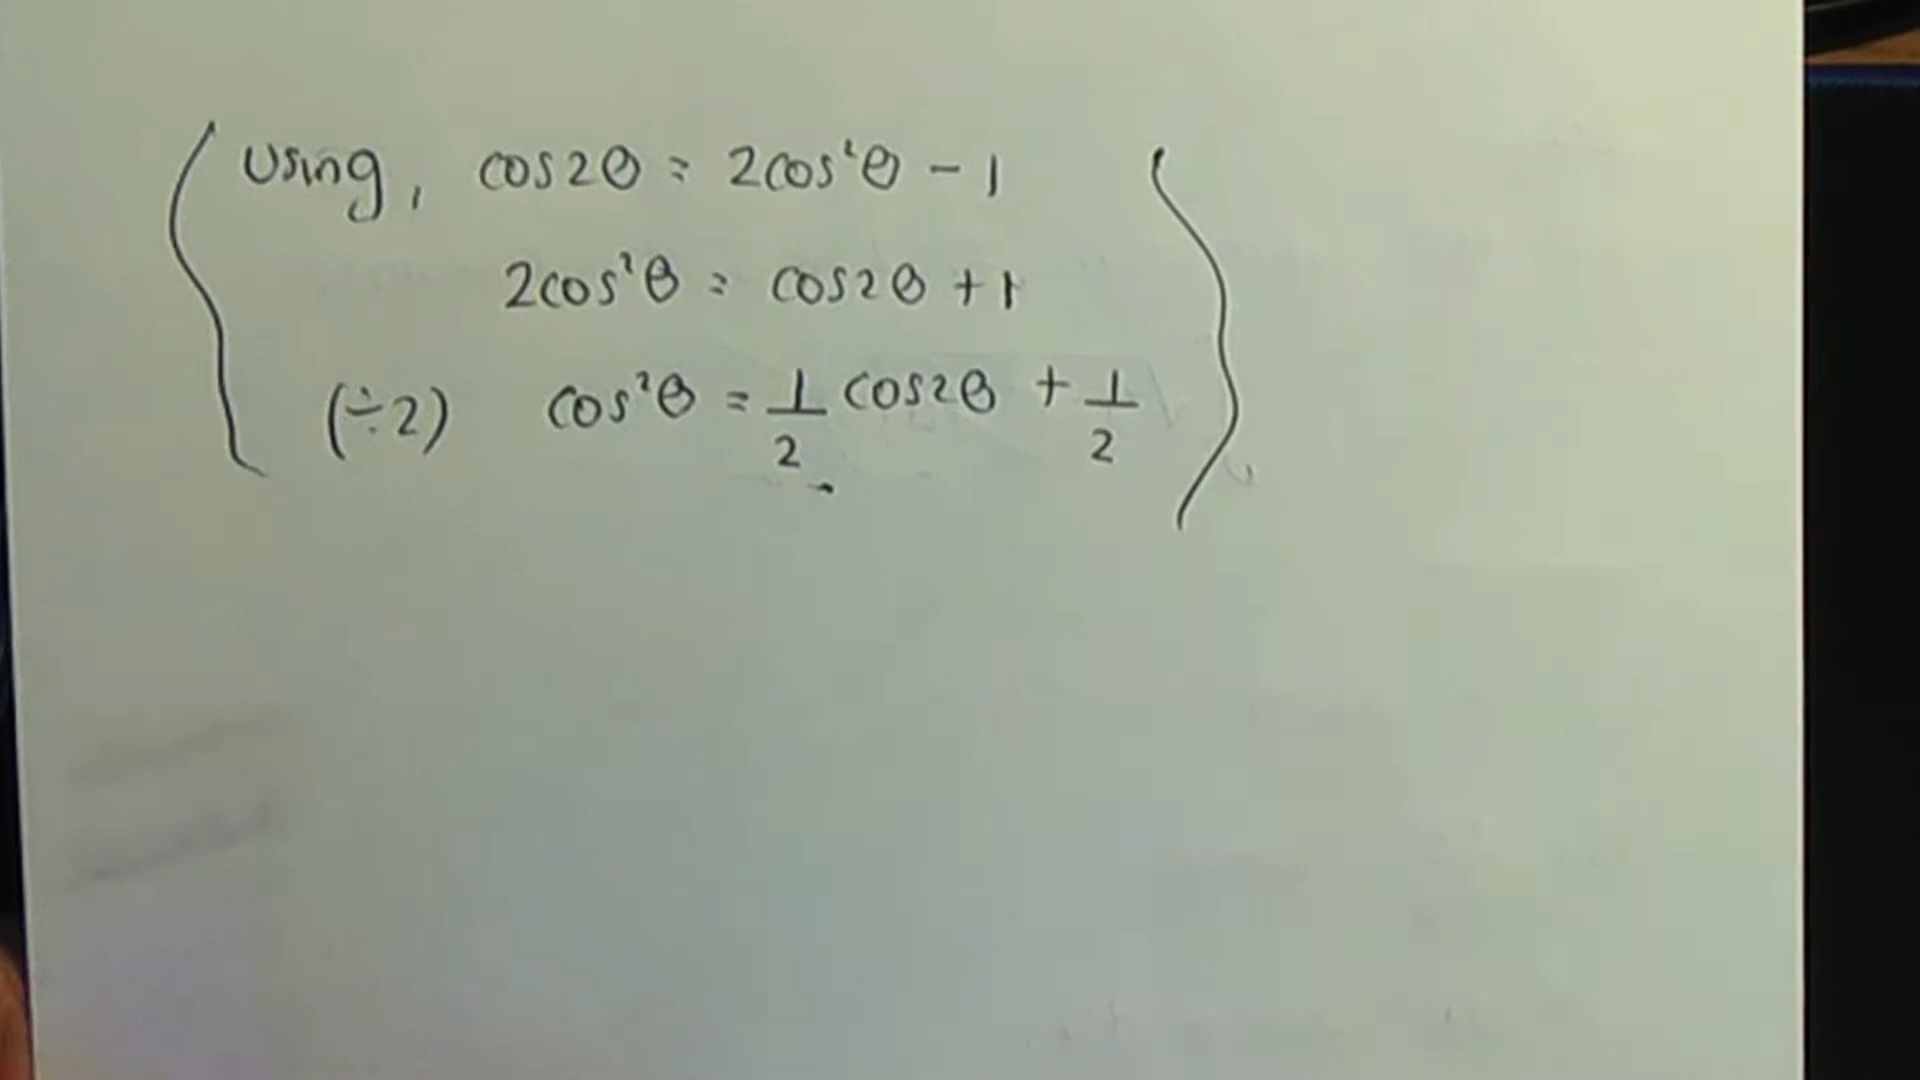 Using, cos2θ = 2cos²θ - 1
2cos²θ = cos2θ + 1
(÷2) cos²θ = 1/2 cos2θ + 1/2